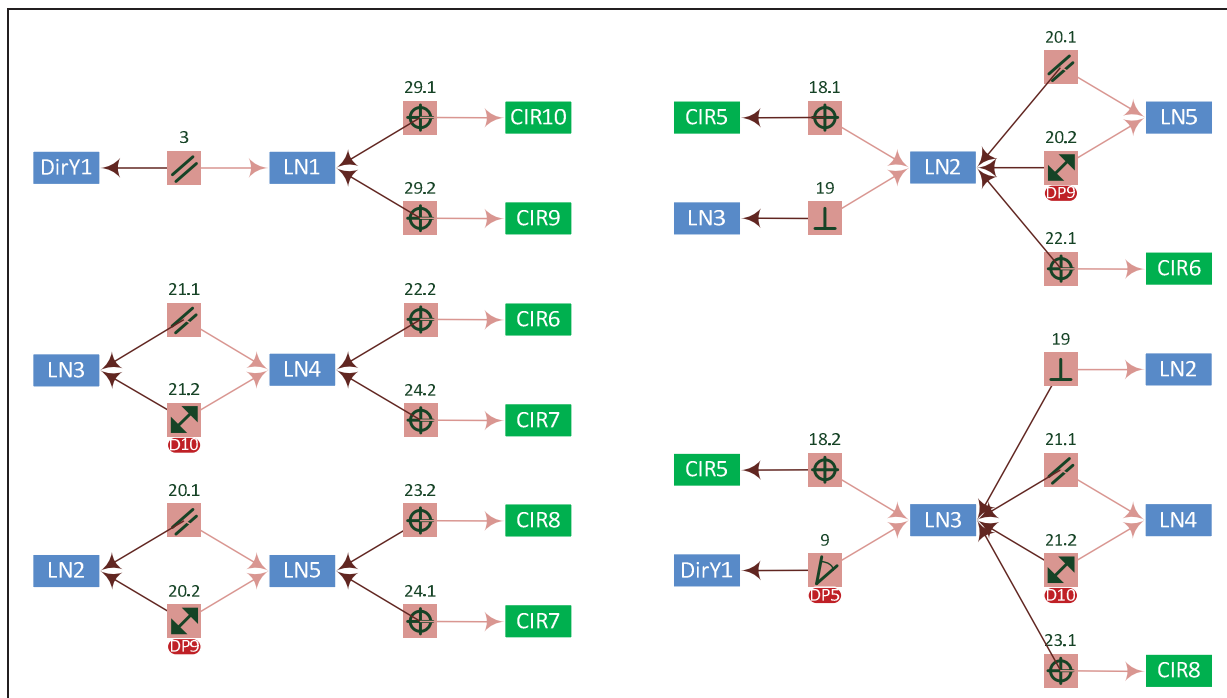 29.1
CIR10
3
DirY1
LN1
29.2
CIR9
21.1
22.2
CIR6
LN3
LN4
21.2
24.2
D10
CIR7
20.1
23.2
CIR8
LN2
LN5
20.2
24.1
DP9
CIR7
20.1
18.1
CIR5
LN5
20.2
LN2
DP9
19
LN3
22.1
CIR6
19
LN2
18.2
21.1
CIR5
LN3
LN4
9
21.2
DirY1
DP5
D10
23.1
CIR8